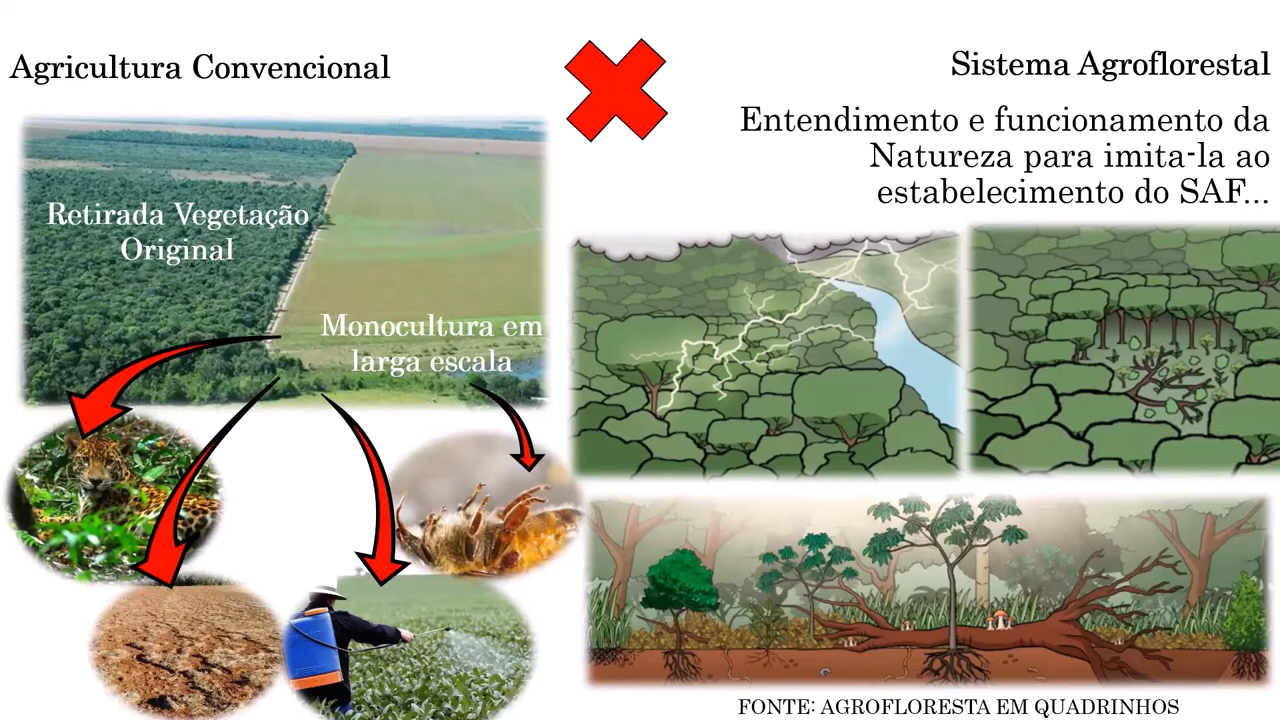 Agricultura Convencional
Retirada Vegetação
Original
Monocultura em
larga escala
Sistema Agroflorestal
Entendimento e funcionamento da
Natureza para imita-la ao
estabelecimento do SAF...
FONTE: AGROFLORESTA EM QUADRINHOS